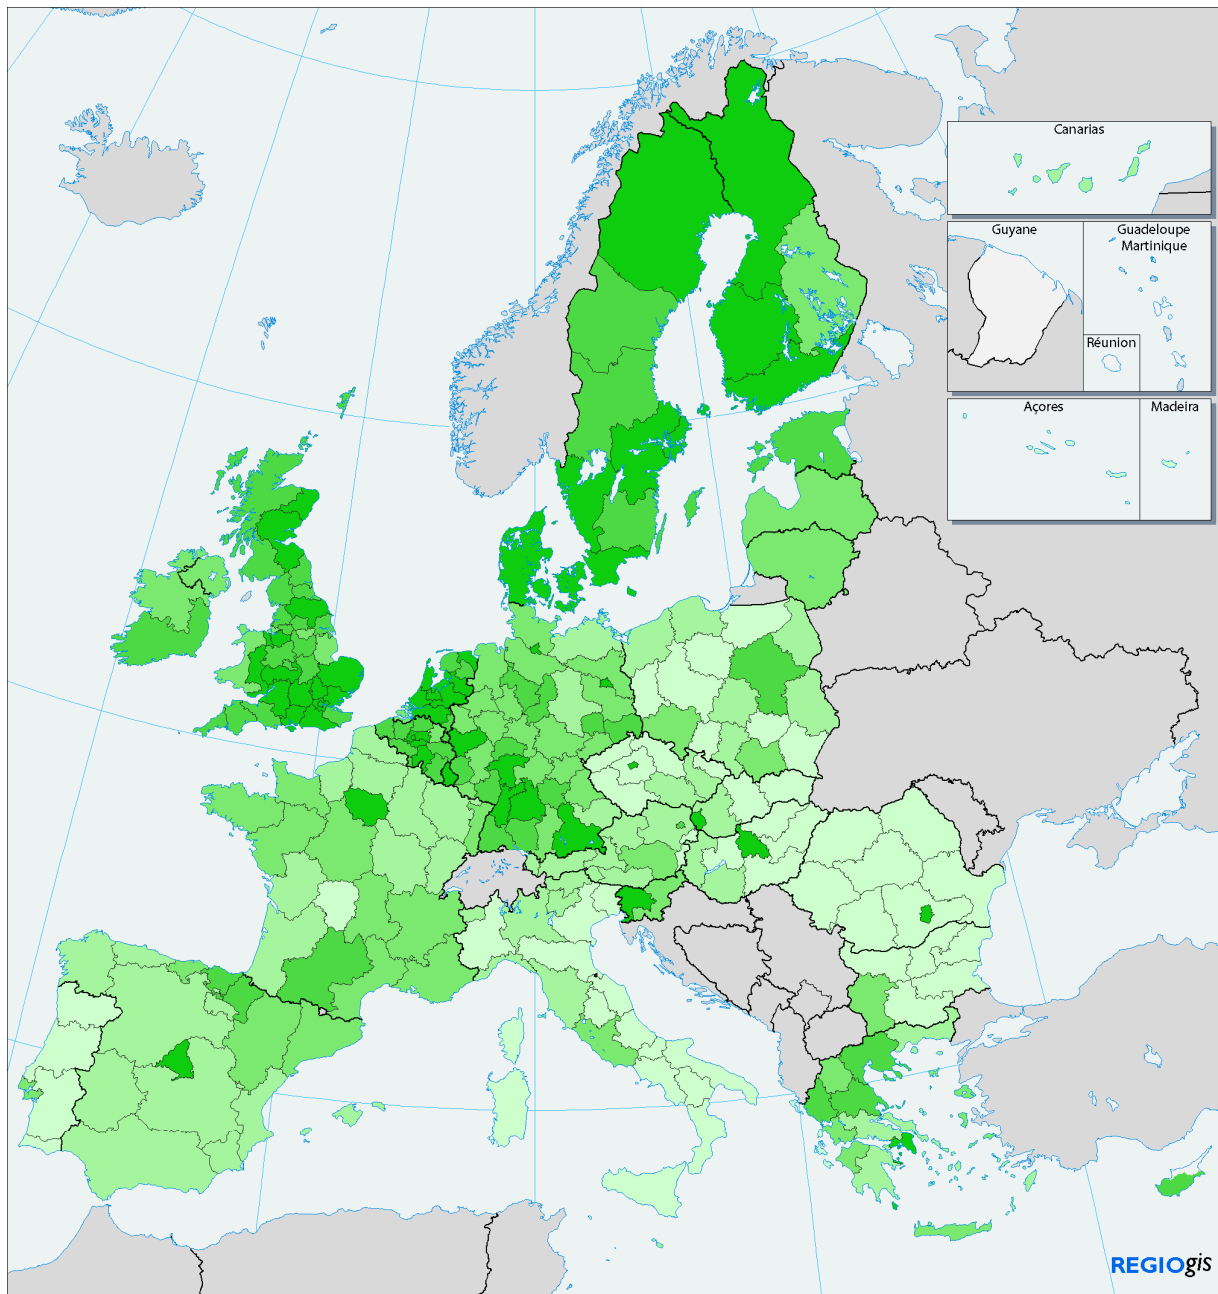 Canarias
Guyane
Guadeloupe
Martinique
Réunion
Açores
Madeira
REGIOgis